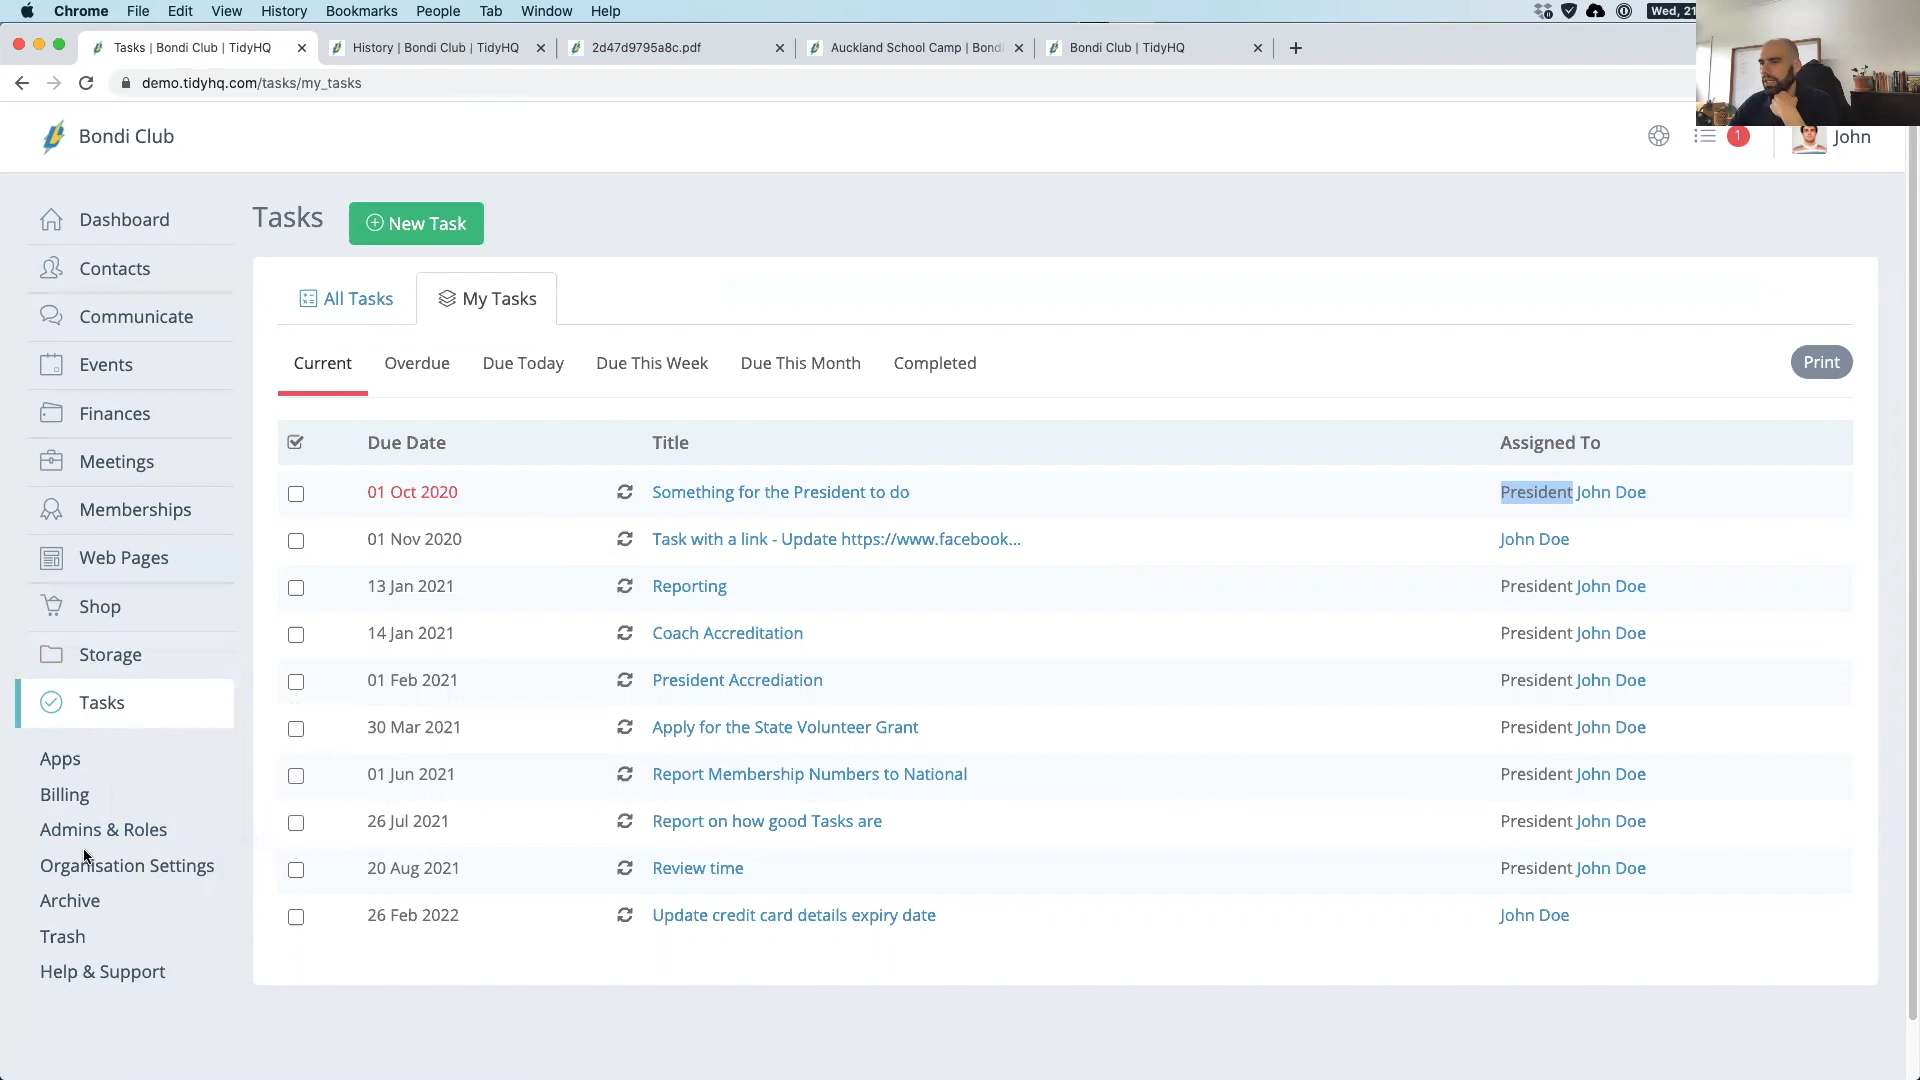 Chrome File Edit View History Bookmarks People Tab Window Help
Wed, 21
Tasks | Bondi Club | TidyHQ
History | Bondi Club | TidyHQ
2d47d9795a8c.pdf
Auckland School Camp | Bondi
Bondi Club | TidyHQ
demo.tidyhq.com/tasks/my_tasks
Bondi Club
1
John
Dashboard
Contacts
Communicate
Events
Finances
Meetings
Memberships
Web Pages
Shop
Storage
Tasks
Apps
Billing
Admins & Roles
Organisation Settings
Archive
Trash
Help & Support
Tasks
New Task
All Tasks
My Tasks
Current Overdue Due Today Due This Week Due This Month Completed
Print
Due Date Title Assigned To
01 Oct 2020 Something for the President to do President John Doe
01 Nov 2020 Task with a link - Update https://www.facebook... John Doe
13 Jan 2021 Reporting President John Doe
14 Jan 2021 Coach Accreditation President John Doe
01 Feb 2021 President Accrediation President John Doe
30 Mar 2021 Apply for the State Volunteer Grant President John Doe
01 Jun 2021 Report Membership Numbers to National President John Doe
26 Jul 2021 Report on how good Tasks are President John Doe
20 Aug 2021 Review time President John Doe
26 Feb 2022 Update credit card details expiry date John Doe